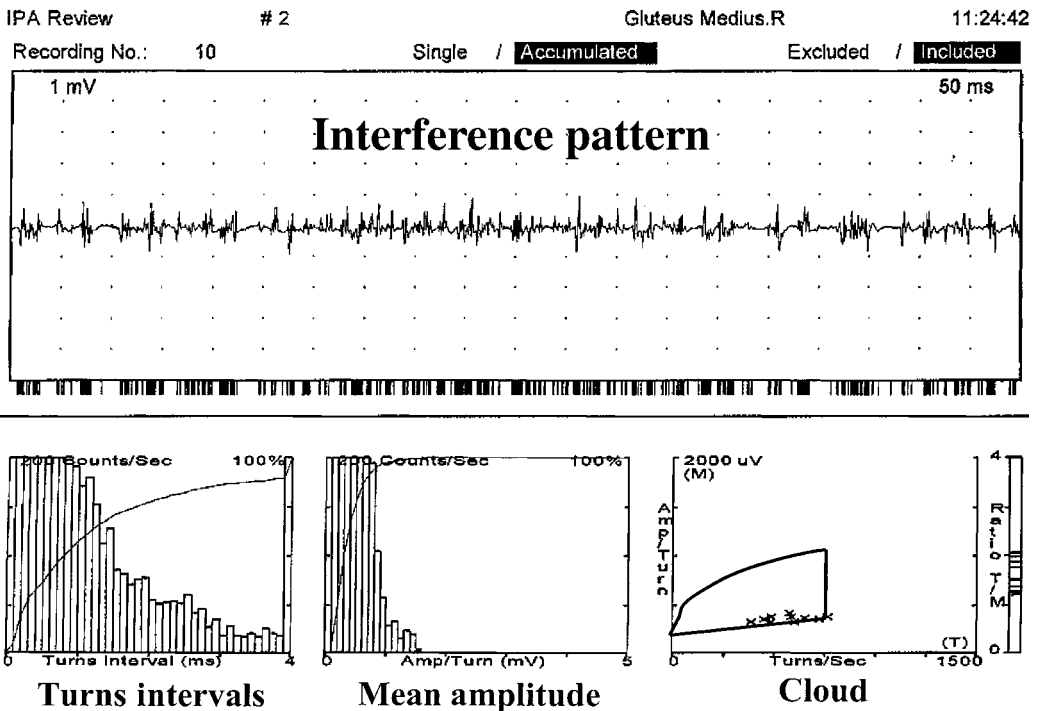 IPA Review # 2 Gluteus Medius.R 11:24:42
Recording No.: 10 Single / Accumulated Excluded / Included
1 mV 50 ms
Interference pattern
200 Counts/Sec 100%
0 Turns Interval (ms) 4
Turns intervals
200 Counts/Sec 100%
0 Amp/Turn (mV) 5
Mean amplitude
2000 uV
(M)
Amp/Turn
(T)
0 Turns/Sec 1500
Cloud
4
Ratio T/M
0